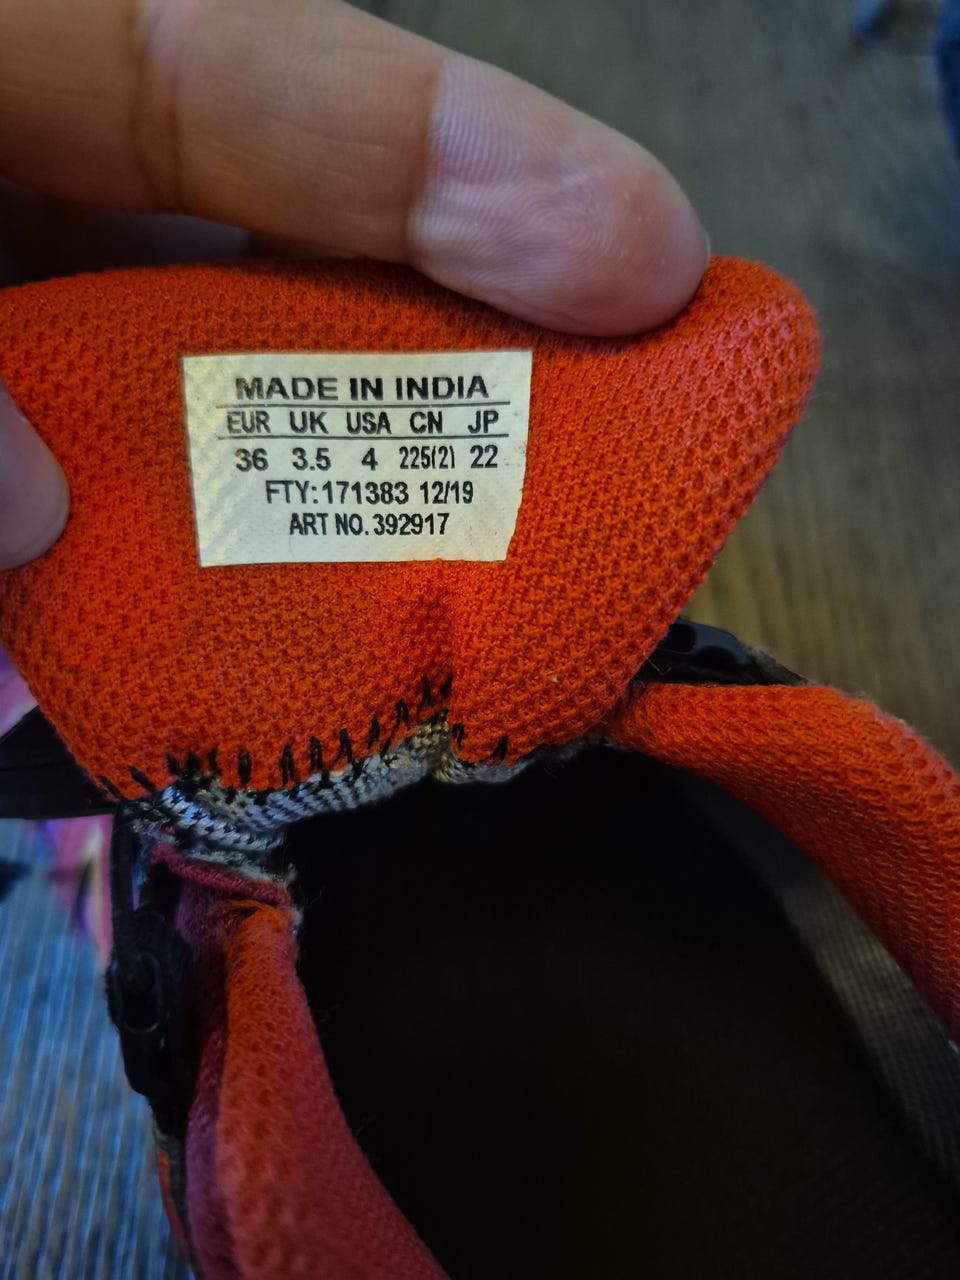 MADE IN INDIA
EUR UK USA CN JP
36 3.5 4 225(2) 22
FTY:171383 12/19
ART NO. 392917